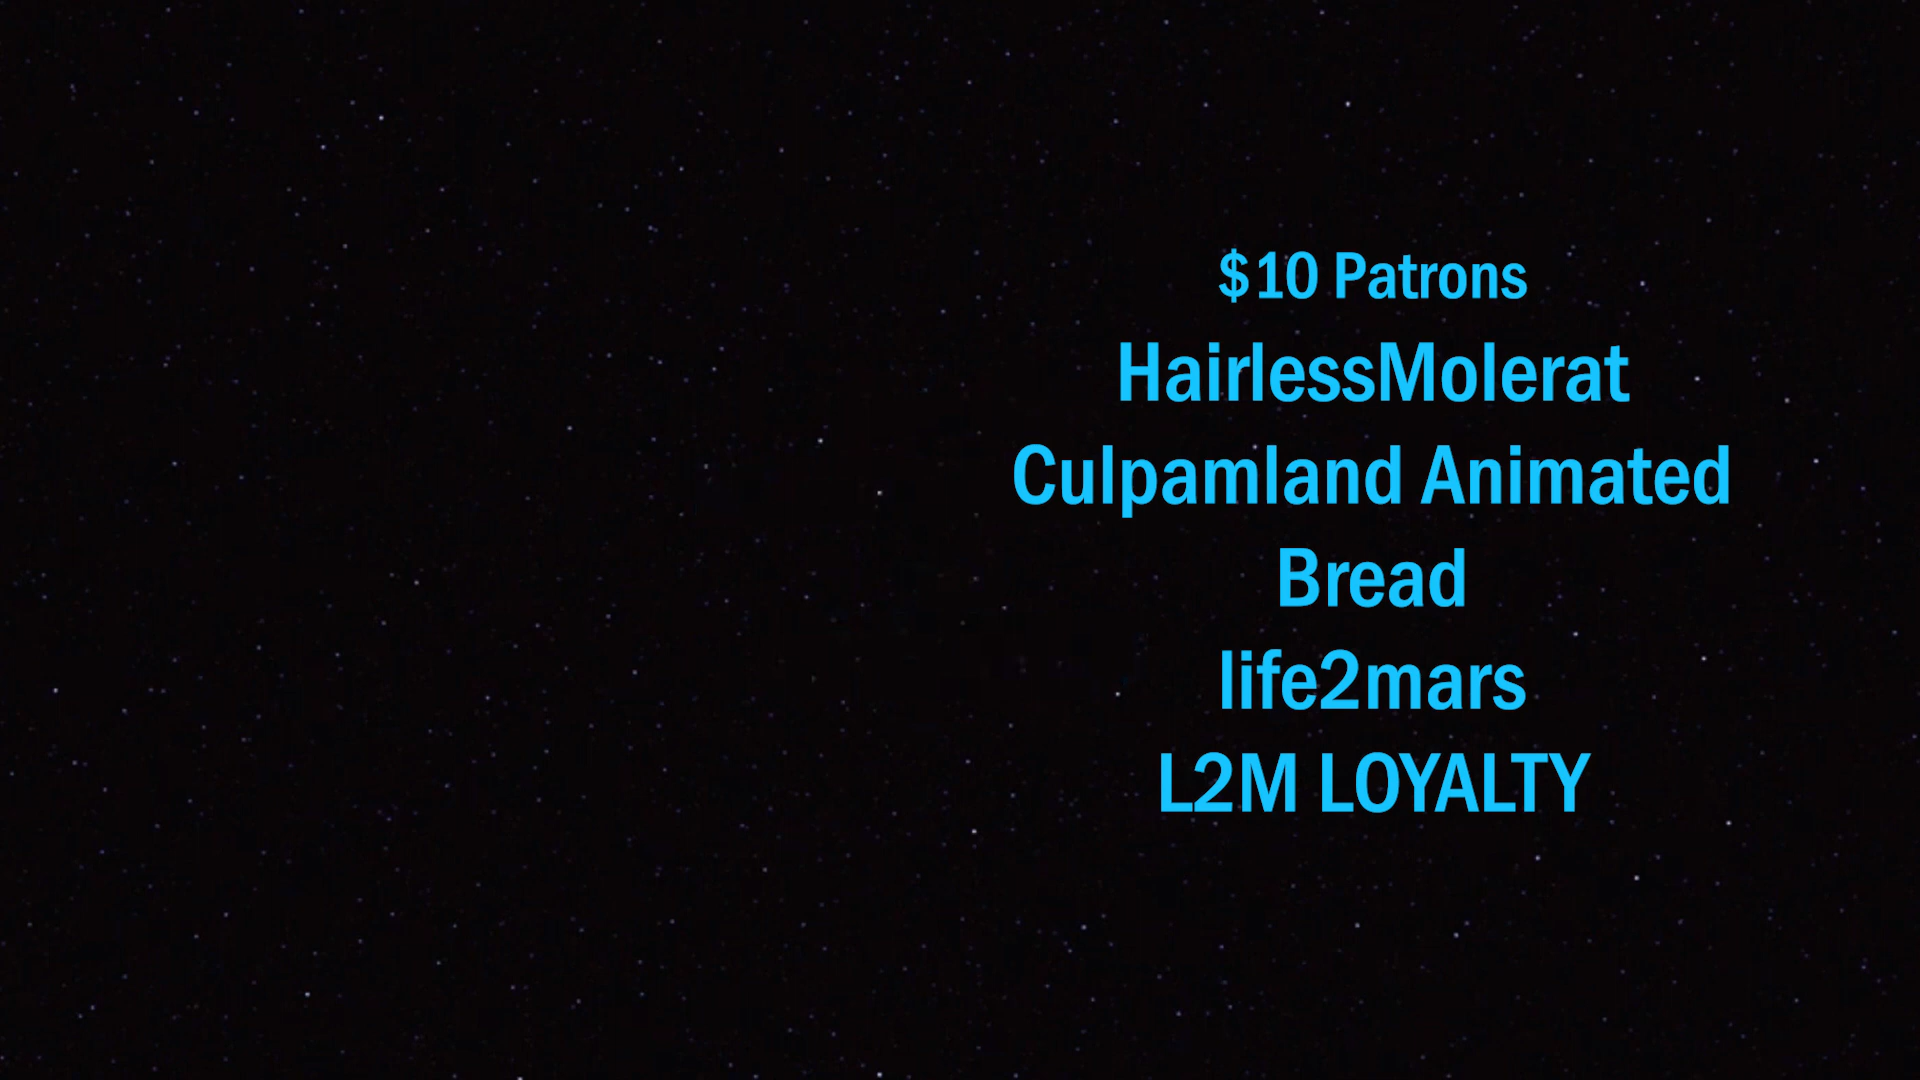 $10 Patrons
HairlessMolerat
Culpamland Animated
Bread
life2mars
L2M LOYALTY